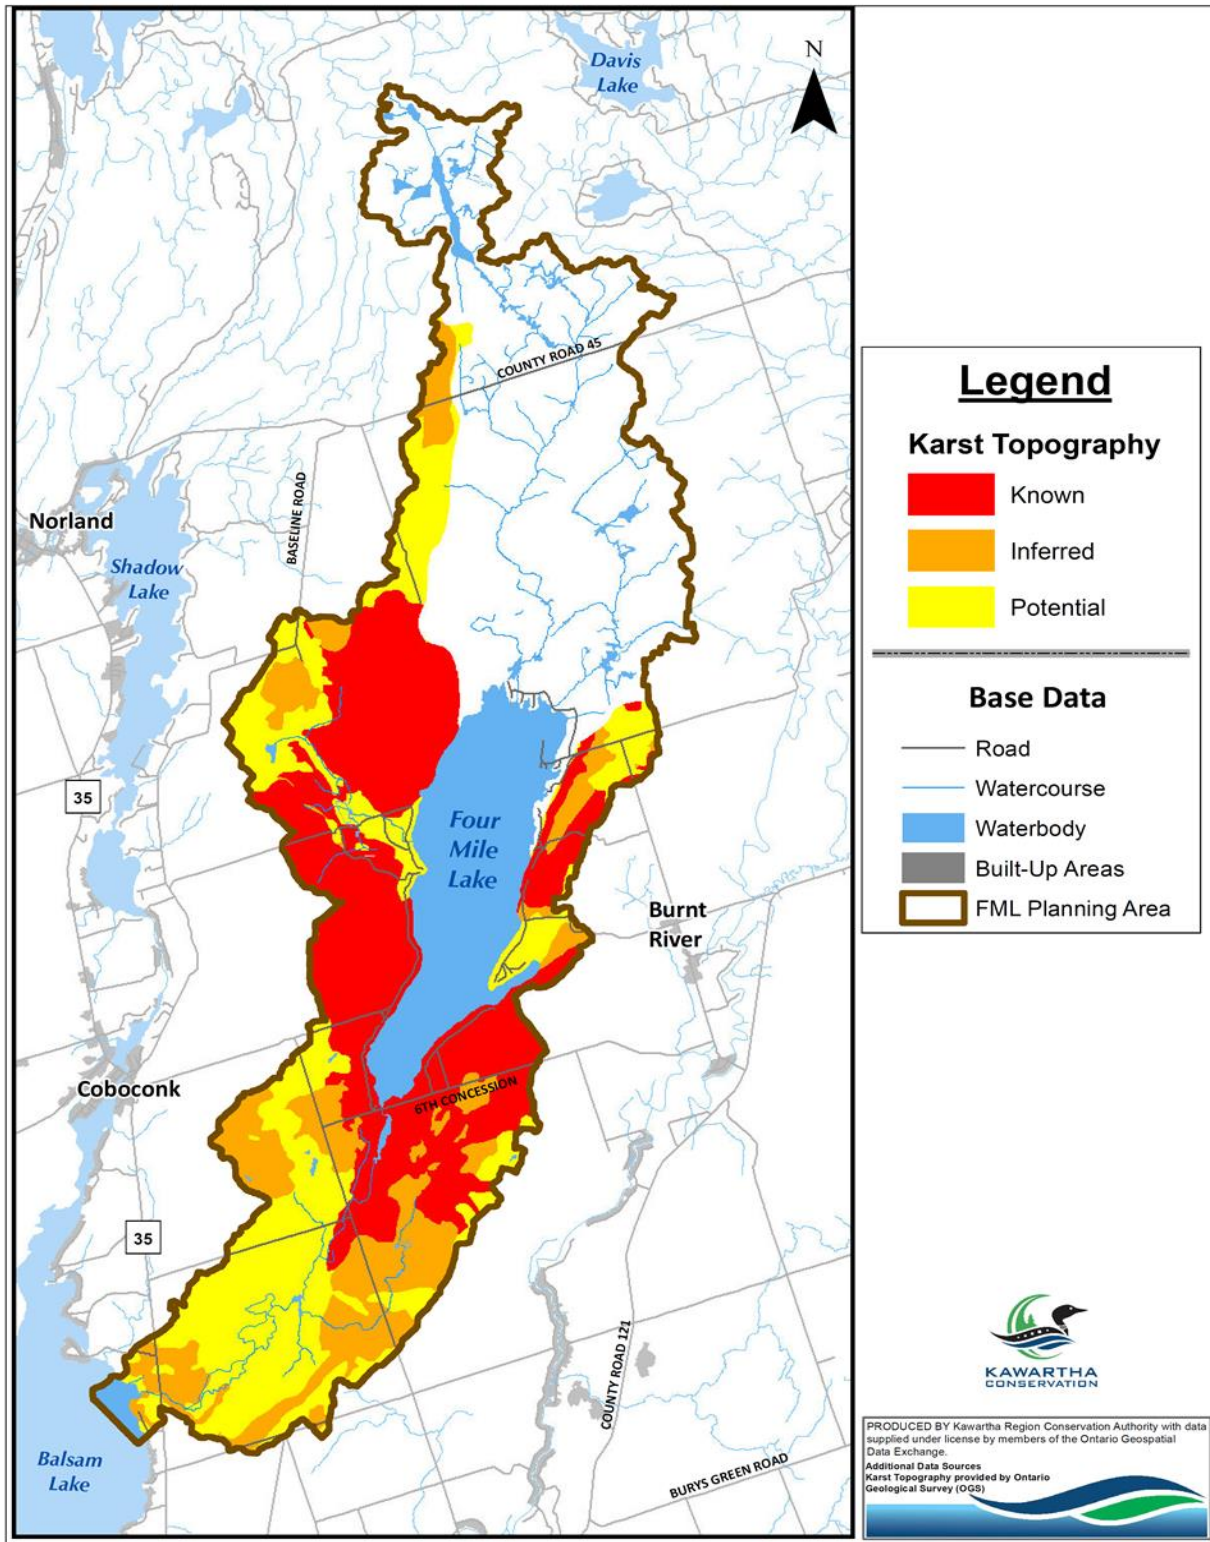 Davis
Lake
N
COUNTY ROAD 45
BASELINE ROAD
Norland
Shadow
Lake
35
Four
Mile
Lake
Burnt
River
Coboconk
6TH CONCESSION
35
COUNTY ROAD 121
Balsam
Lake
BURYS GREEN ROAD
Legend
Karst Topography
Known
Inferred
Potential
Base Data
Road
Watercourse
Waterbody
Built-Up Areas
FML Planning Area
KAWARTHA
CONSERVATION
PRODUCED BY Kawartha Region Conservation Authority with data
supplied under license by members of the Ontario Geospatial
Data Exchange.
Additional Data Sources
Karst Topography provided by Ontario
Geological Survey (OGS)